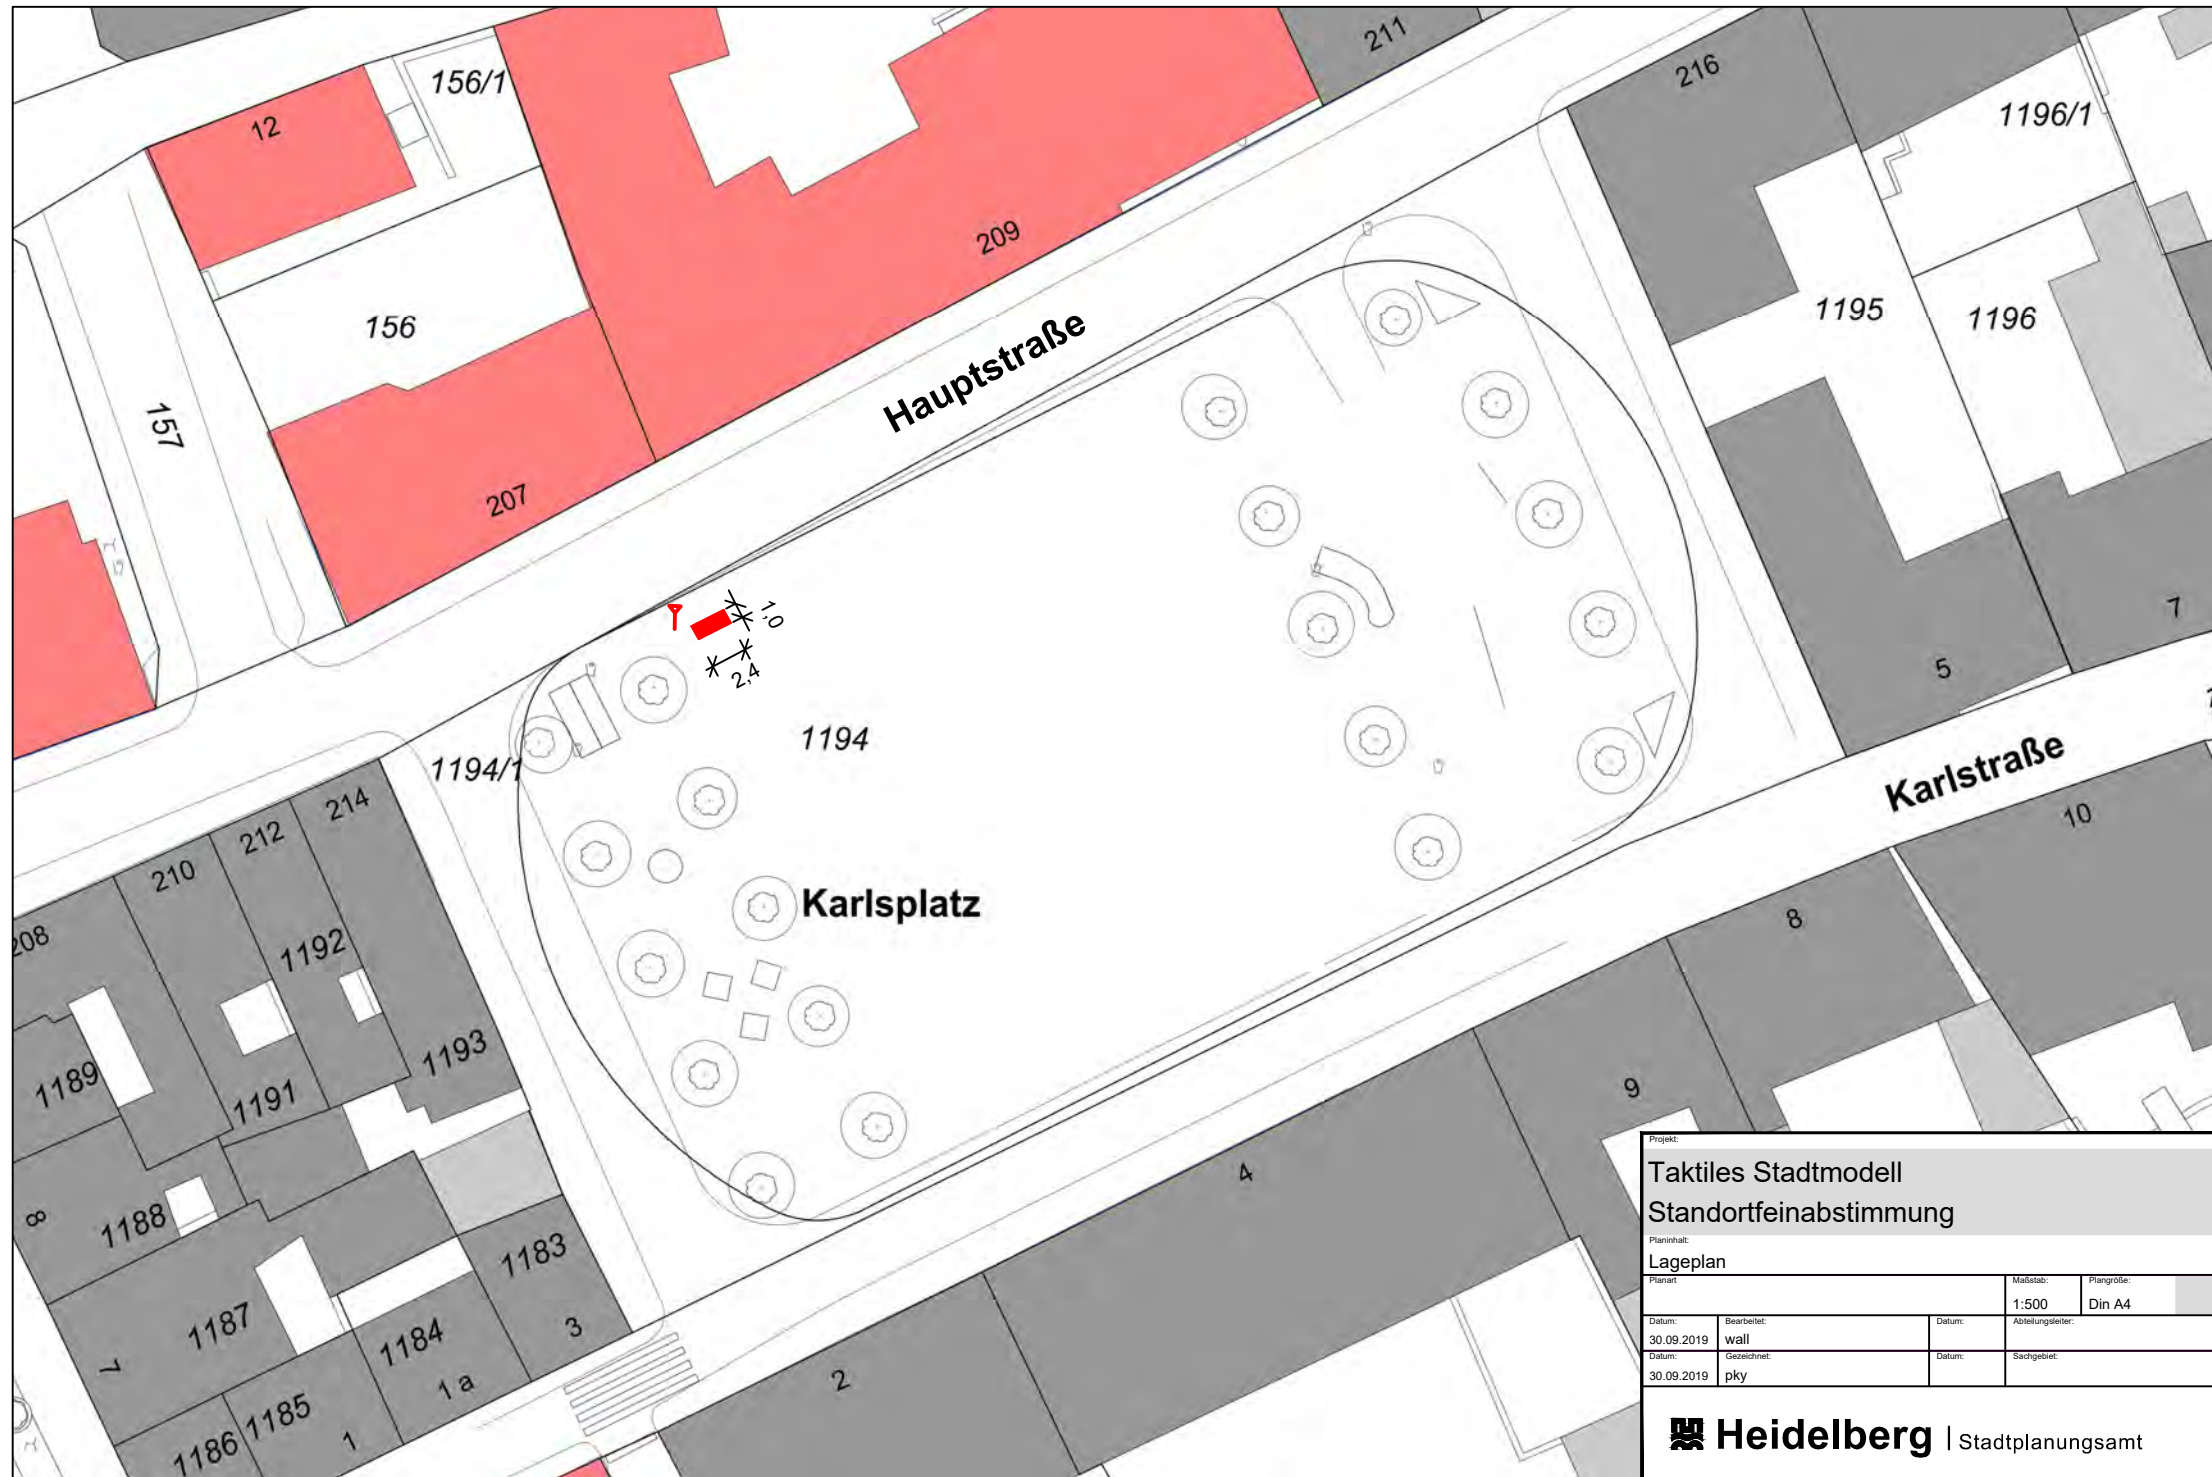 211
216
156/1
12
1196/1
209
1195
1196
156
Hauptstraße
157
207
1,0
2,4
7
5
1194
1194/1
Karlstraße
10
214
212
210
208
1192
Karlsplatz
8
1193
1189
1191
9
4
8
1188
1183
1187
1184
3
7
1 a
2
1185
1
1186
Projekt:
Taktiles Stadtmodell
Standortfeinabstimmung
Planinhalt:
Lageplan
Planart Maßstab: Plangröße:
1:500 Din A4
Datum: Bearbeitet: Datum: Abteilungsleiter:
30.09.2019 wall
Datum: Gezeichnet: Datum: Sachgebiet:
30.09.2019 pky
Heidelberg | Stadtplanungsamt